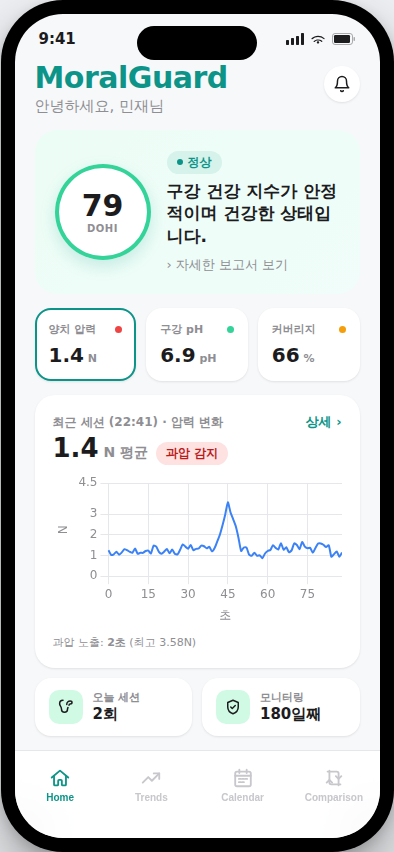 9:41
MoralGuard
안녕하세요, 민재님
79
DOHI
정상
구강 건강 지수가 안정
적이며 건강한 상태입
니다.
› 자세한 보고서 보기
양치 압력
1.4 N
구강 pH
6.9 pH
커버리지
66 %
최근 세션 (22:41) · 압력 변화
상세 ›
1.4 N 평균 과압 감지
4.5
3
2
1
0
N
0 15 30 45 60 75
초
과압 노출: 2초 (최고 3.58N)
오늘 세션
2회
모니터링
180일째
Home Trends Calendar Comparison